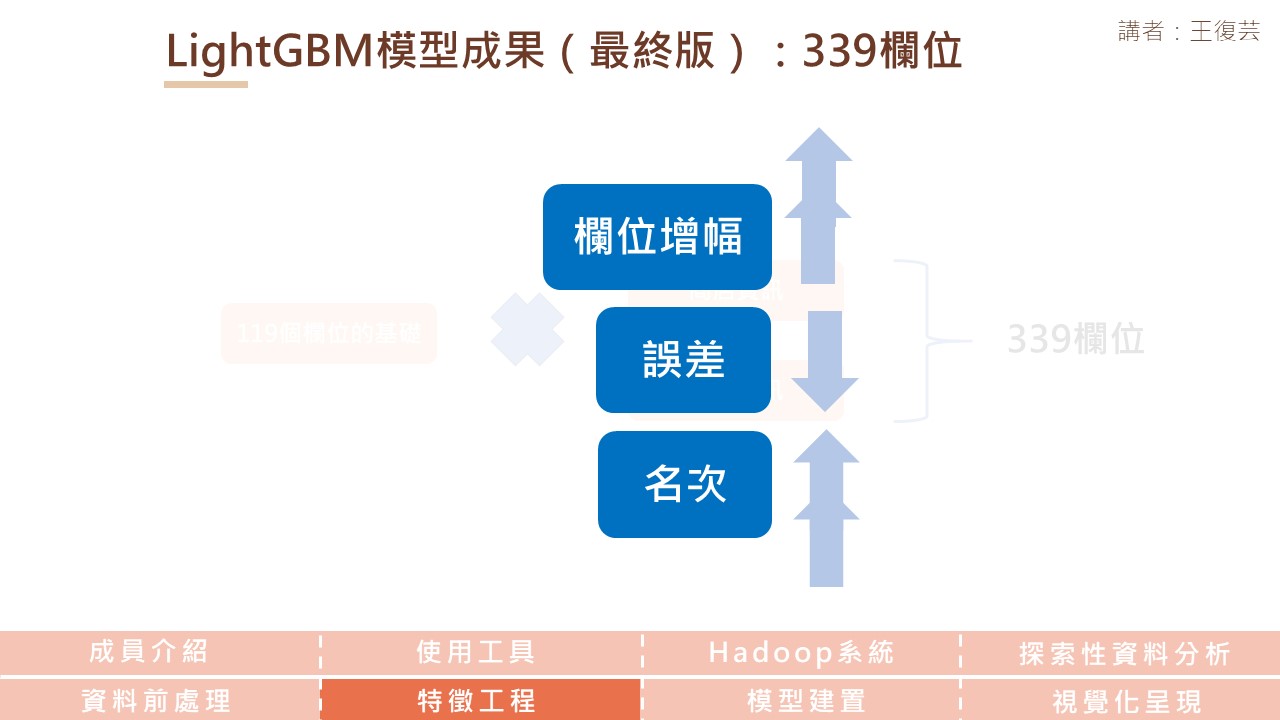 LightGBM模型成果（最終版）：339欄位
講者：王復芸
欄位增幅
119個欄位的基礎
誤差
339欄位
名次
成員介紹
使用工具
Hadoop系統
探索性資料分析
資料前處理
特徵工程
模型建置
視覺化呈現